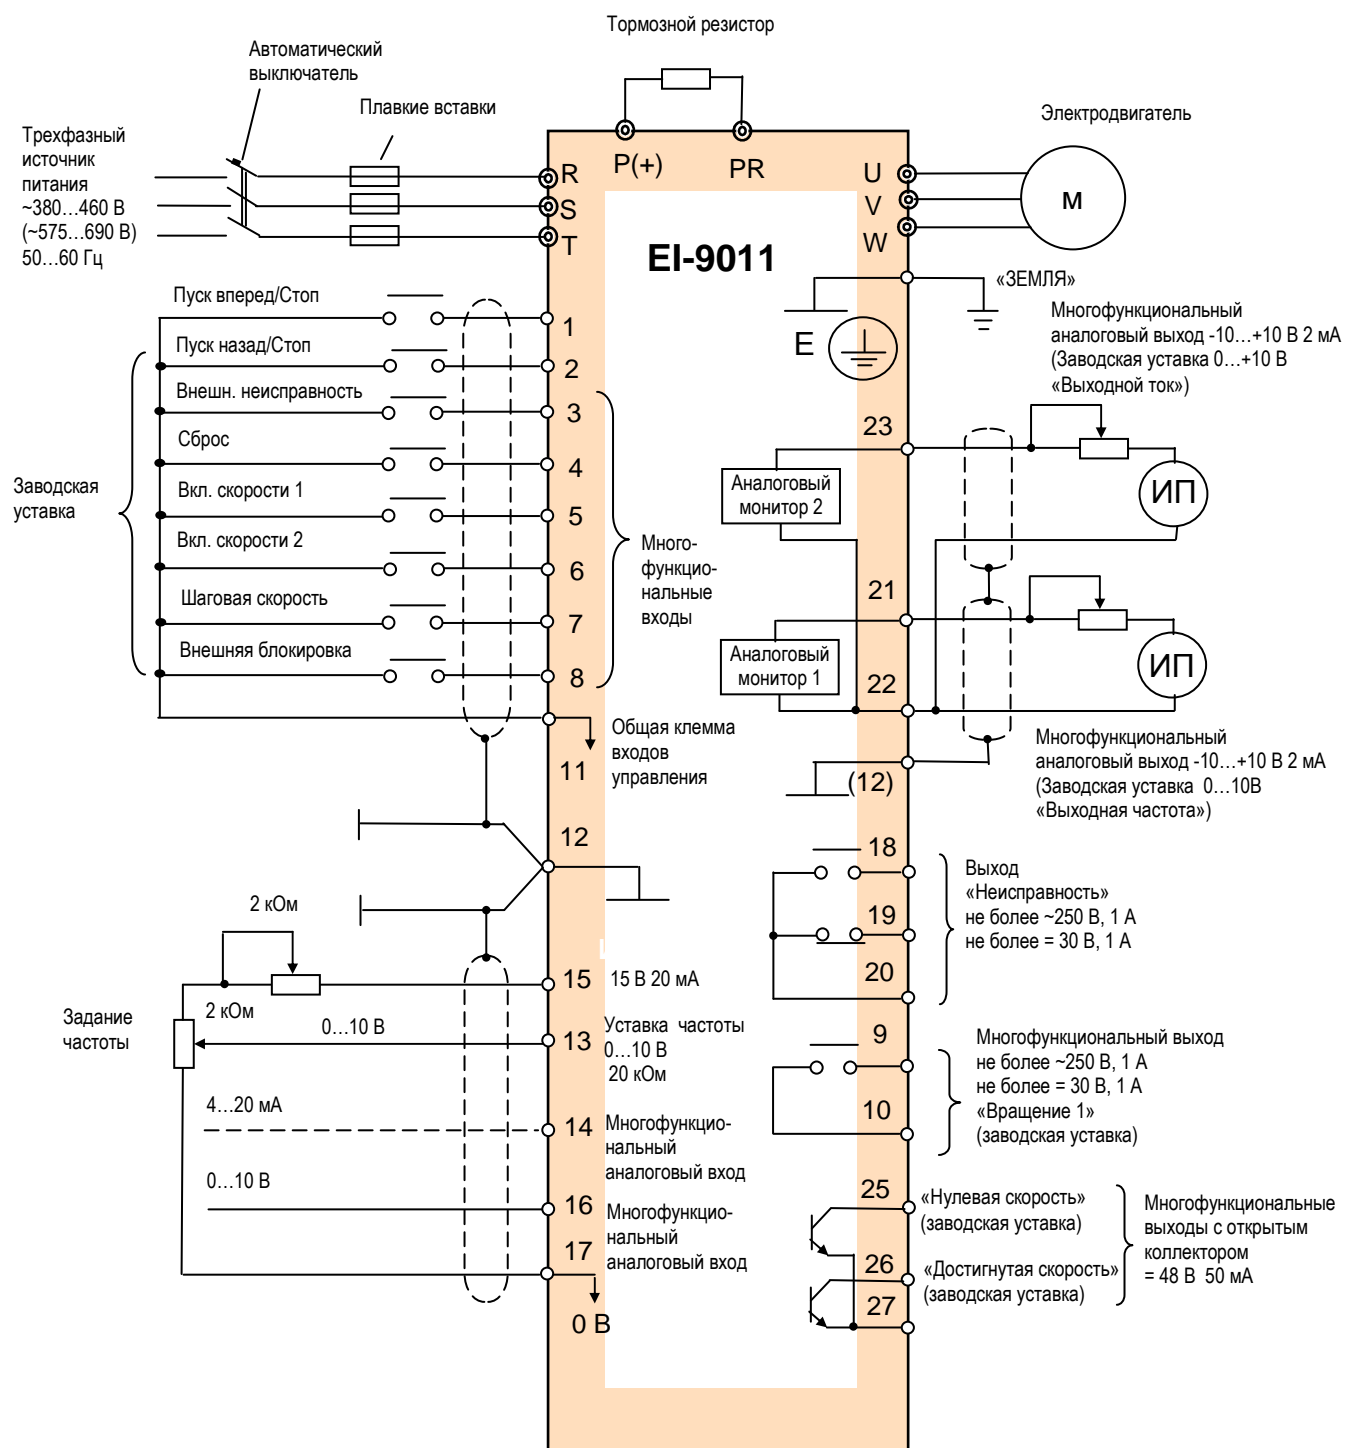 Тормозной резистор
Автоматический
выключатель
Плавкие вставки
Электродвигатель
Трехфазный
источник
питания
~380…460 В
(~575…690 В)
50…60 Гц
R
S
T
P(+)
PR
U
V
W
М
EI-9011
«ЗЕМЛЯ»
E
Пуск вперед/Стоп
1
Пуск назад/Стоп
2
Внешн. неисправность
3
Сброс
4
Вкл. скорости 1
5
Вкл. скорости 2
6
Шаговая скорость
7
Внешняя блокировка
8
Заводская
уставка
Много-
функцио-
нальные
входы
Общая клемма
входов
управления
11
12
Многофункциональный
аналоговый выход -10…+10 В 2 мА
(Заводская уставка 0…+10 В
«Выходной ток»)
23
Аналоговый
монитор 2
ИП
21
Аналоговый
монитор 1
22
ИП
Многофункциональный
аналоговый выход -10…+10 В 2 мА
(Заводская уставка 0…10В
«Выходная частота»)
(12)
18
19
20
Выход
«Неисправность»
не более ~250 В, 1 А
не более = 30 В, 1 А
9
10
Многофункциональный выход
не более ~250 В, 1 А
не более = 30 В, 1 А
«Вращение 1»
(заводская уставка)
25
«Нулевая скорость»
(заводская уставка)
26
«Достигнутая скорость»
(заводская уставка)
27
Многофункциональные
выходы с открытым
коллектором
= 48 В 50 мА
2 кОм
15
15 В 20 мА
Задание
частоты
2 кОм
0…10 В
13
Уставка частоты
0…10 В
20 кОм
4…20 мА
14
Многофункцио-
нальный
аналоговый вход
0…10 В
16
Многофункцио-
нальный
аналоговый вход
17
0 В